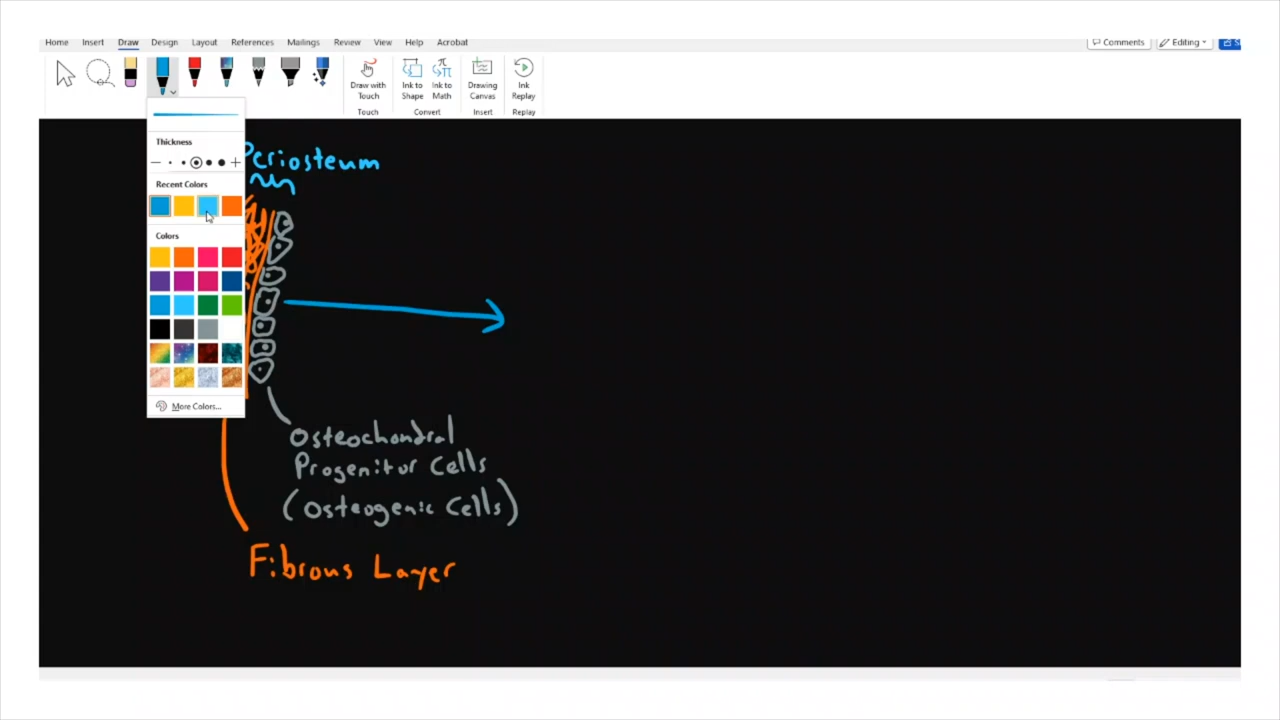 Home Insert Draw Design Layout References Mailings Review View Help Acrobat
Comments Editing
Draw with Touch
Ink to Shape
Ink to Math
Drawing Canvas
Ink Replay
Touch Convert Insert Replay
Thickness
Recent Colors
Colors
More Colors...
Periosteum
Osteochondral
Progenitor Cells
(Osteogenic Cells)
Fibrous Layer